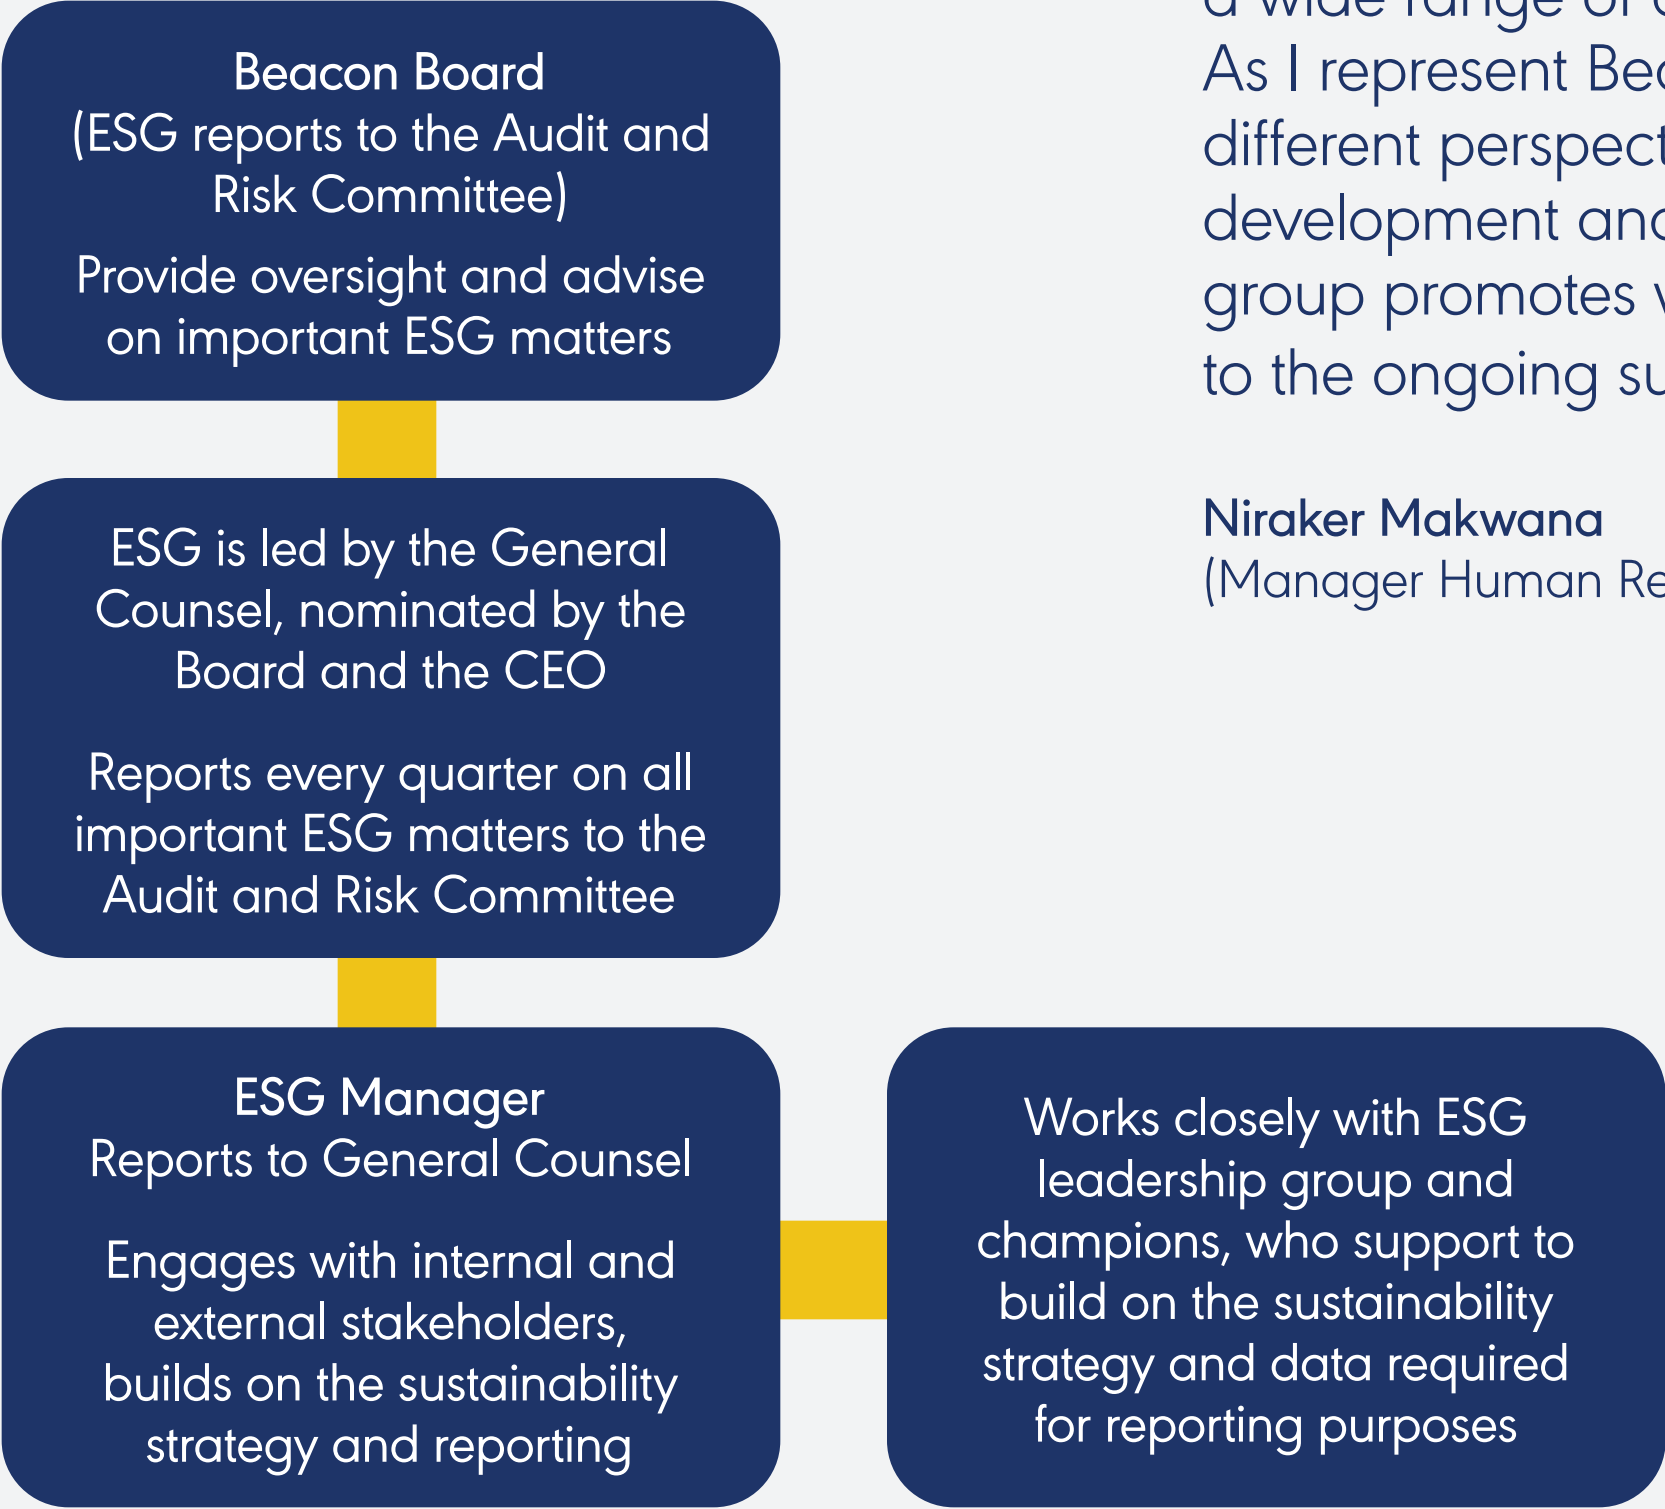 Beacon Board
(ESG reports to the Audit and
Risk Committee)
Provide oversight and advise
on important ESG matters
ESG is led by the General
Counsel, nominated by the
Board and the CEO
Reports every quarter on all
important ESG matters to the
Audit and Risk Committee
ESG Manager
Reports to General Counsel
Engages with internal and
external stakeholders,
builds on the sustainability
strategy and reporting
Works closely with ESG
leadership group and
champions, who support to
build on the sustainability
strategy and data required
for reporting purposes
a wide range of
As I represent
different
development
group promotes
to the ongoing
Niraker Makwana
(Manager Human